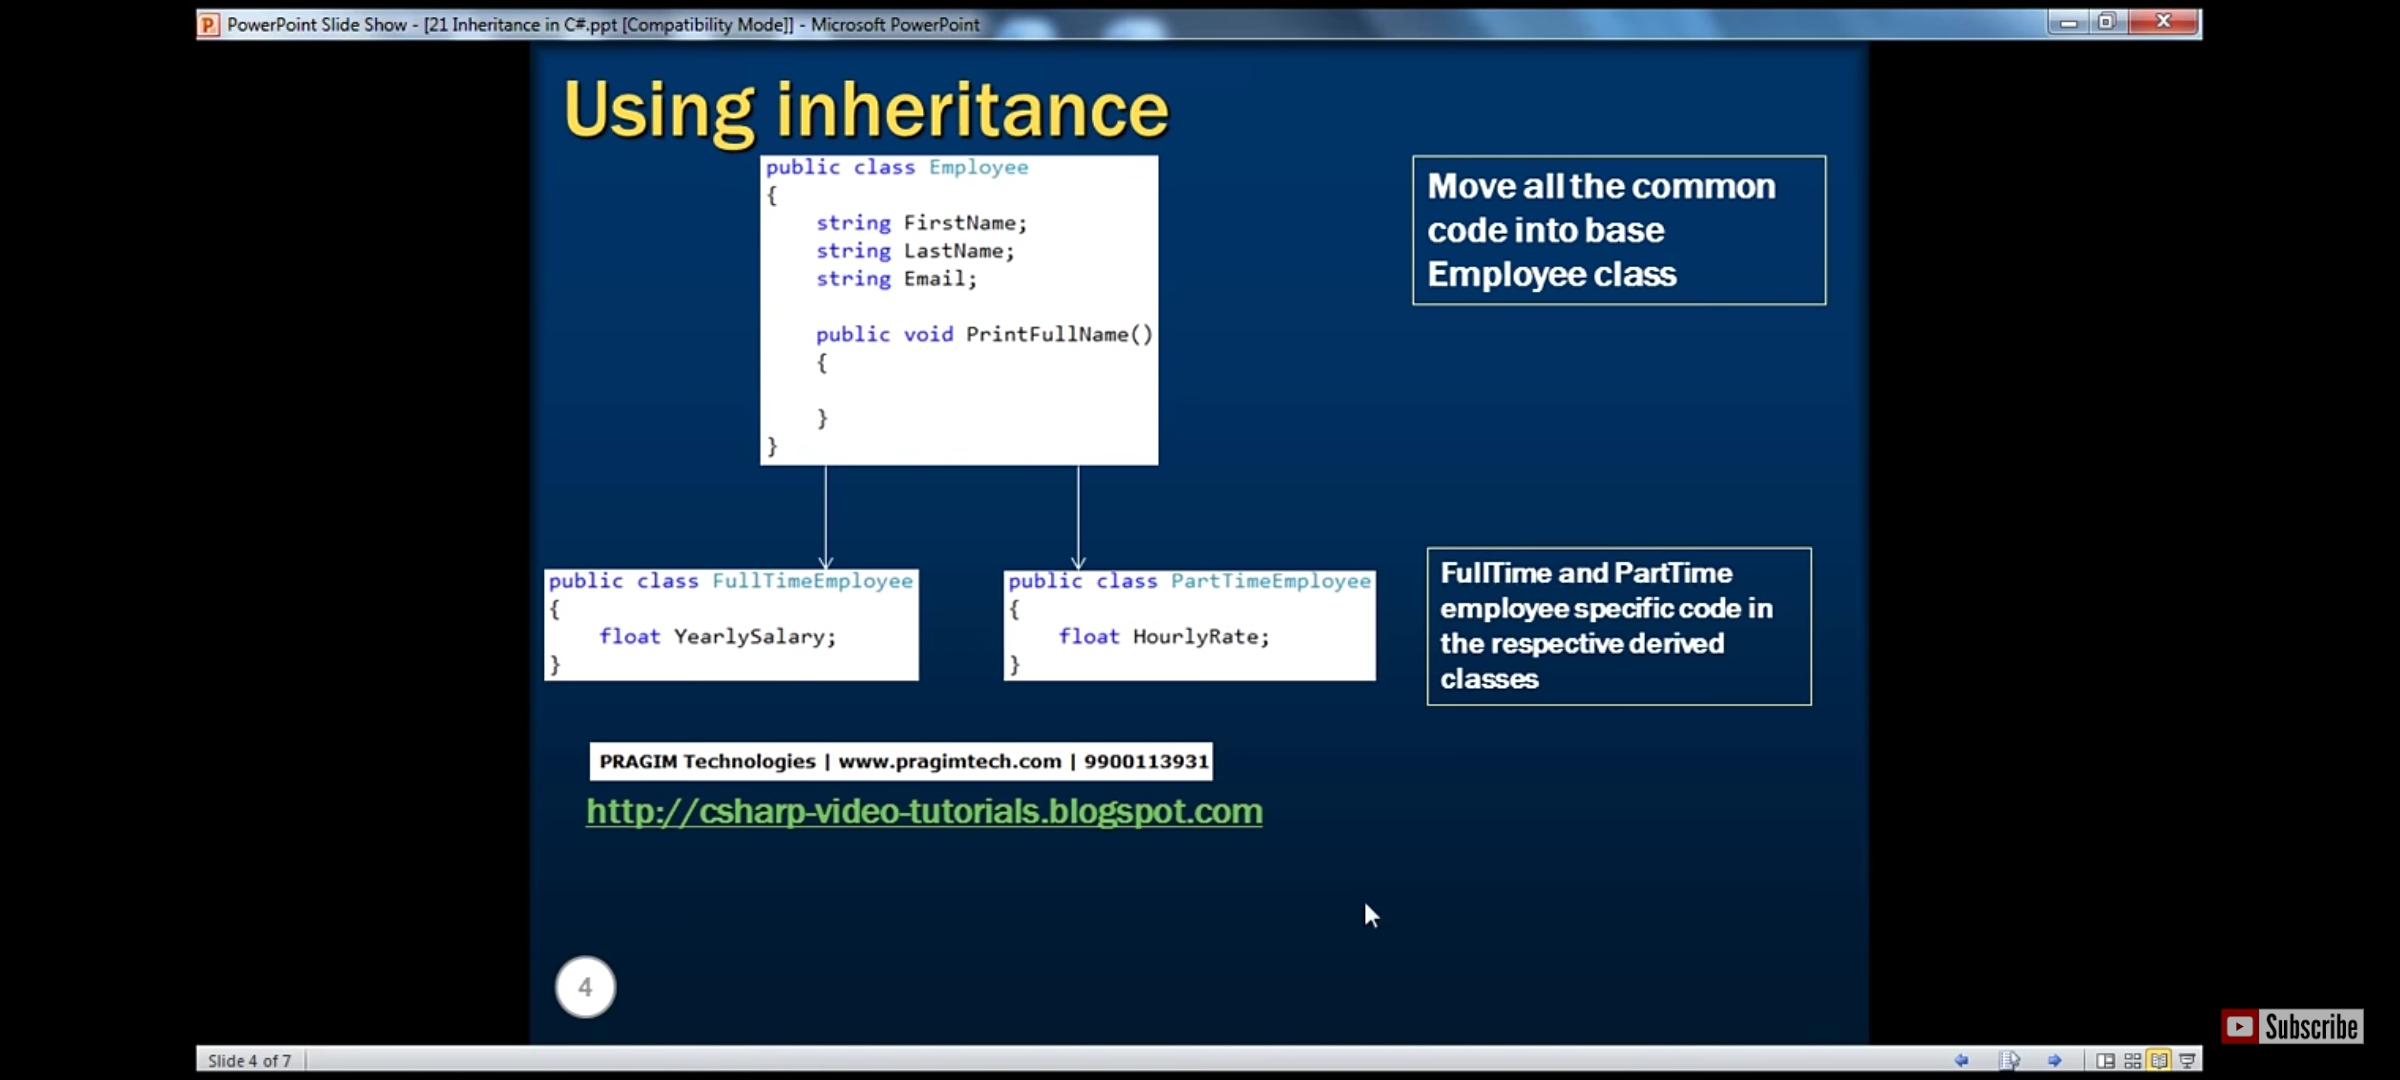 PowerPoint Slide Show - [21 Inheritance in C#.ppt [Compatibility Mode]] - Microsoft PowerPoint
Using inheritance
public class Employee
{
string FirstName;
string LastName;
string Email;
public void PrintFullName()
{
}
}
Move all the common
code into base
Employee class
public class FullTimeEmployee
{
float YearlySalary;
}
public class PartTimeEmployee
{
float HourlyRate;
}
FullTime and PartTime
employee specific code in
the respective derived
classes
PRAGIM Technologies | www.pragimtech.com | 9900113931
http://csharp-video-tutorials.blogspot.com
4
Subscribe
Slide 4 of 7